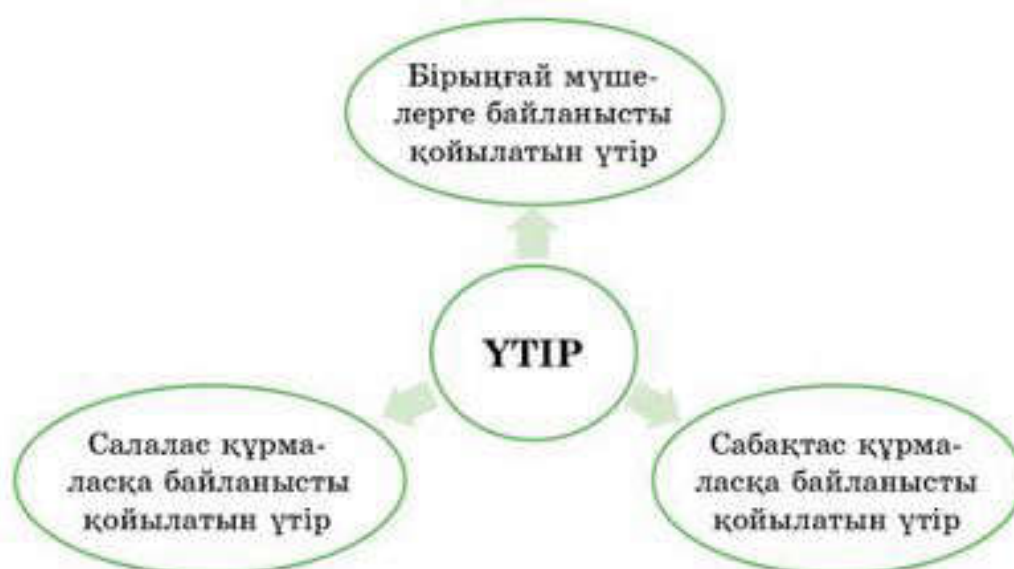 Бірыңғай мүше-
лерге байланысты
қойылатын үтір
ҮТІР
Салалас құрма-
ласқа байланысты
қойылатын үтір
Сабақтас құрма-
ласқа байланысты
қойылатын үтір